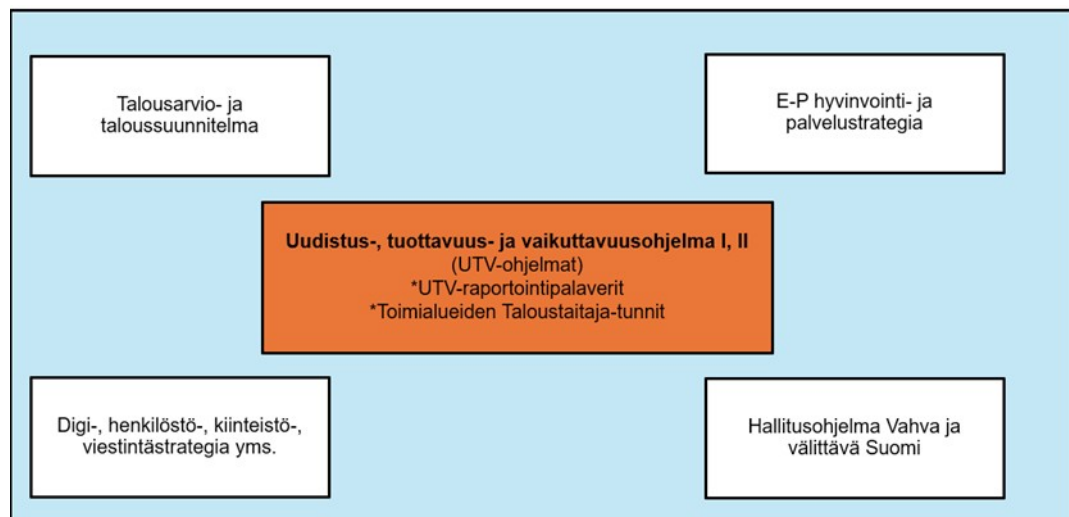 Talousarvio- ja
taloussuunnitelma
E-P hyvinvointi- ja
palvelustrategia
Uudistus-, tuottavuus- ja vaikuttavuusohjelma I, II
(UTV-ohjelmat)
*UTV-raportointipalaverit
*Toimialueiden Taloustaitaja-tunnit
Digi-, henkilöstö-, kiinteistö-,
viestintästrategia yms.
Hallitusohjelma Vahva ja
välittävä Suomi